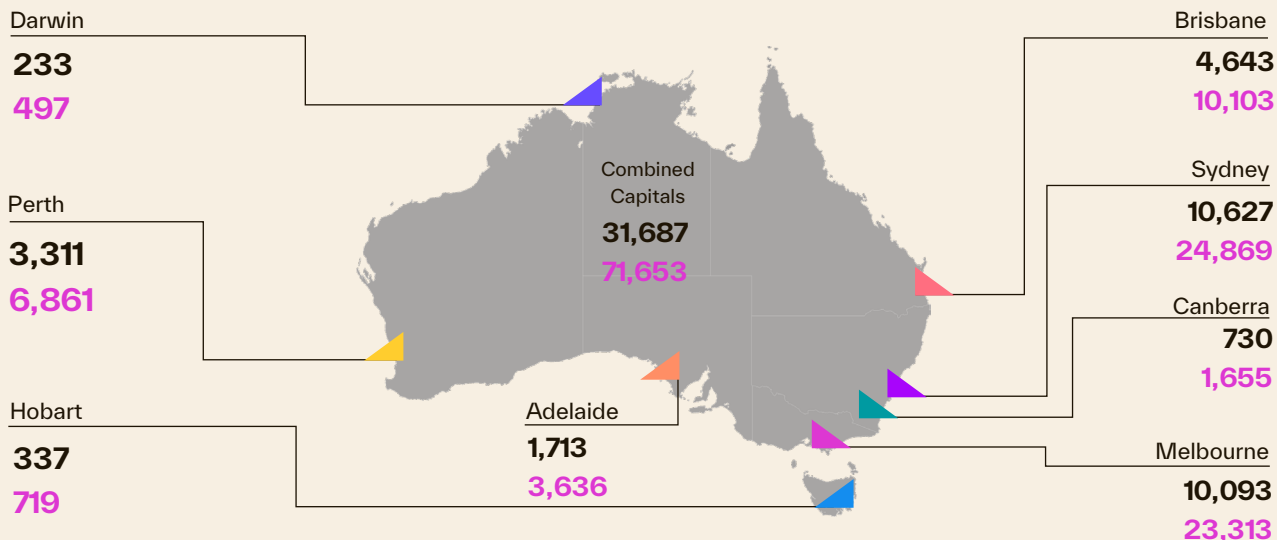 Darwin
233
497
Perth
3,311
6,861
Hobart
337
719
Combined
Capitals
31,687
71,653
Adelaide
1,713
3,636
Brisbane
4,643
10,103
Sydney
10,627
24,869
Canberra
730
1,655
Melbourne
10,093
23,313